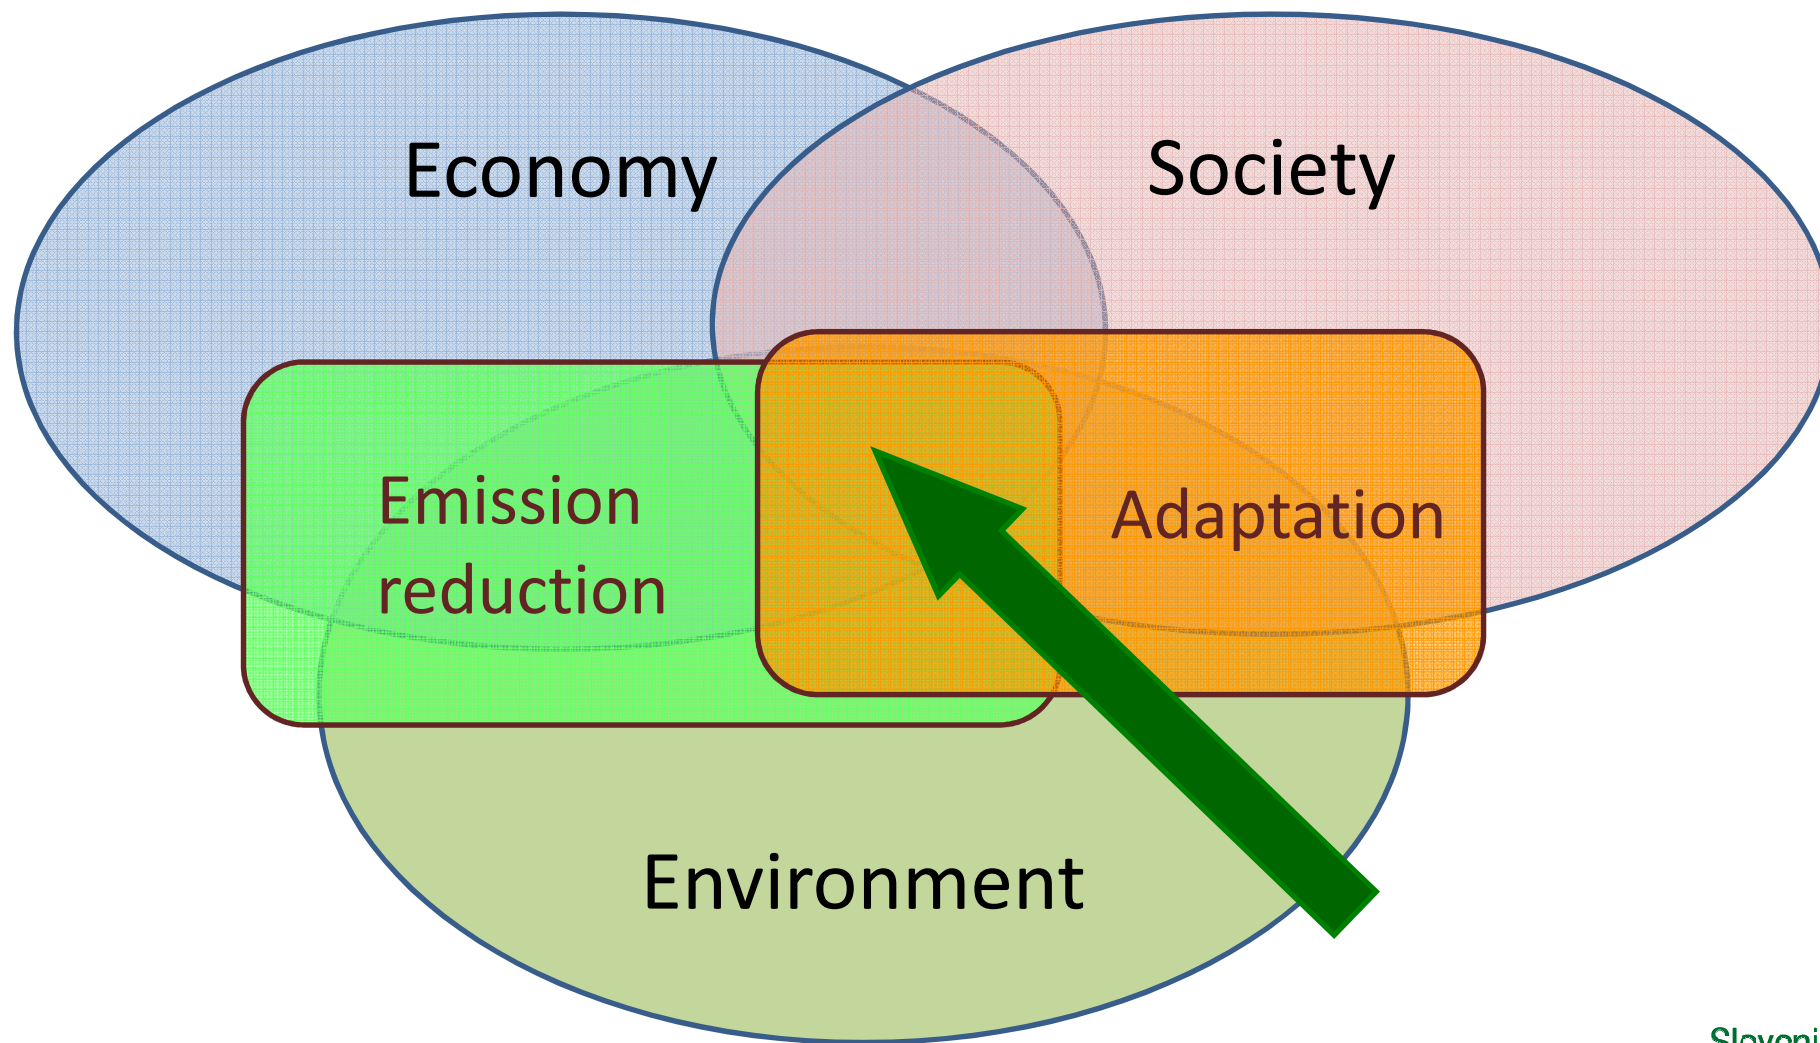 Economy
Society
Emission
reduction
Adaptation
Environment